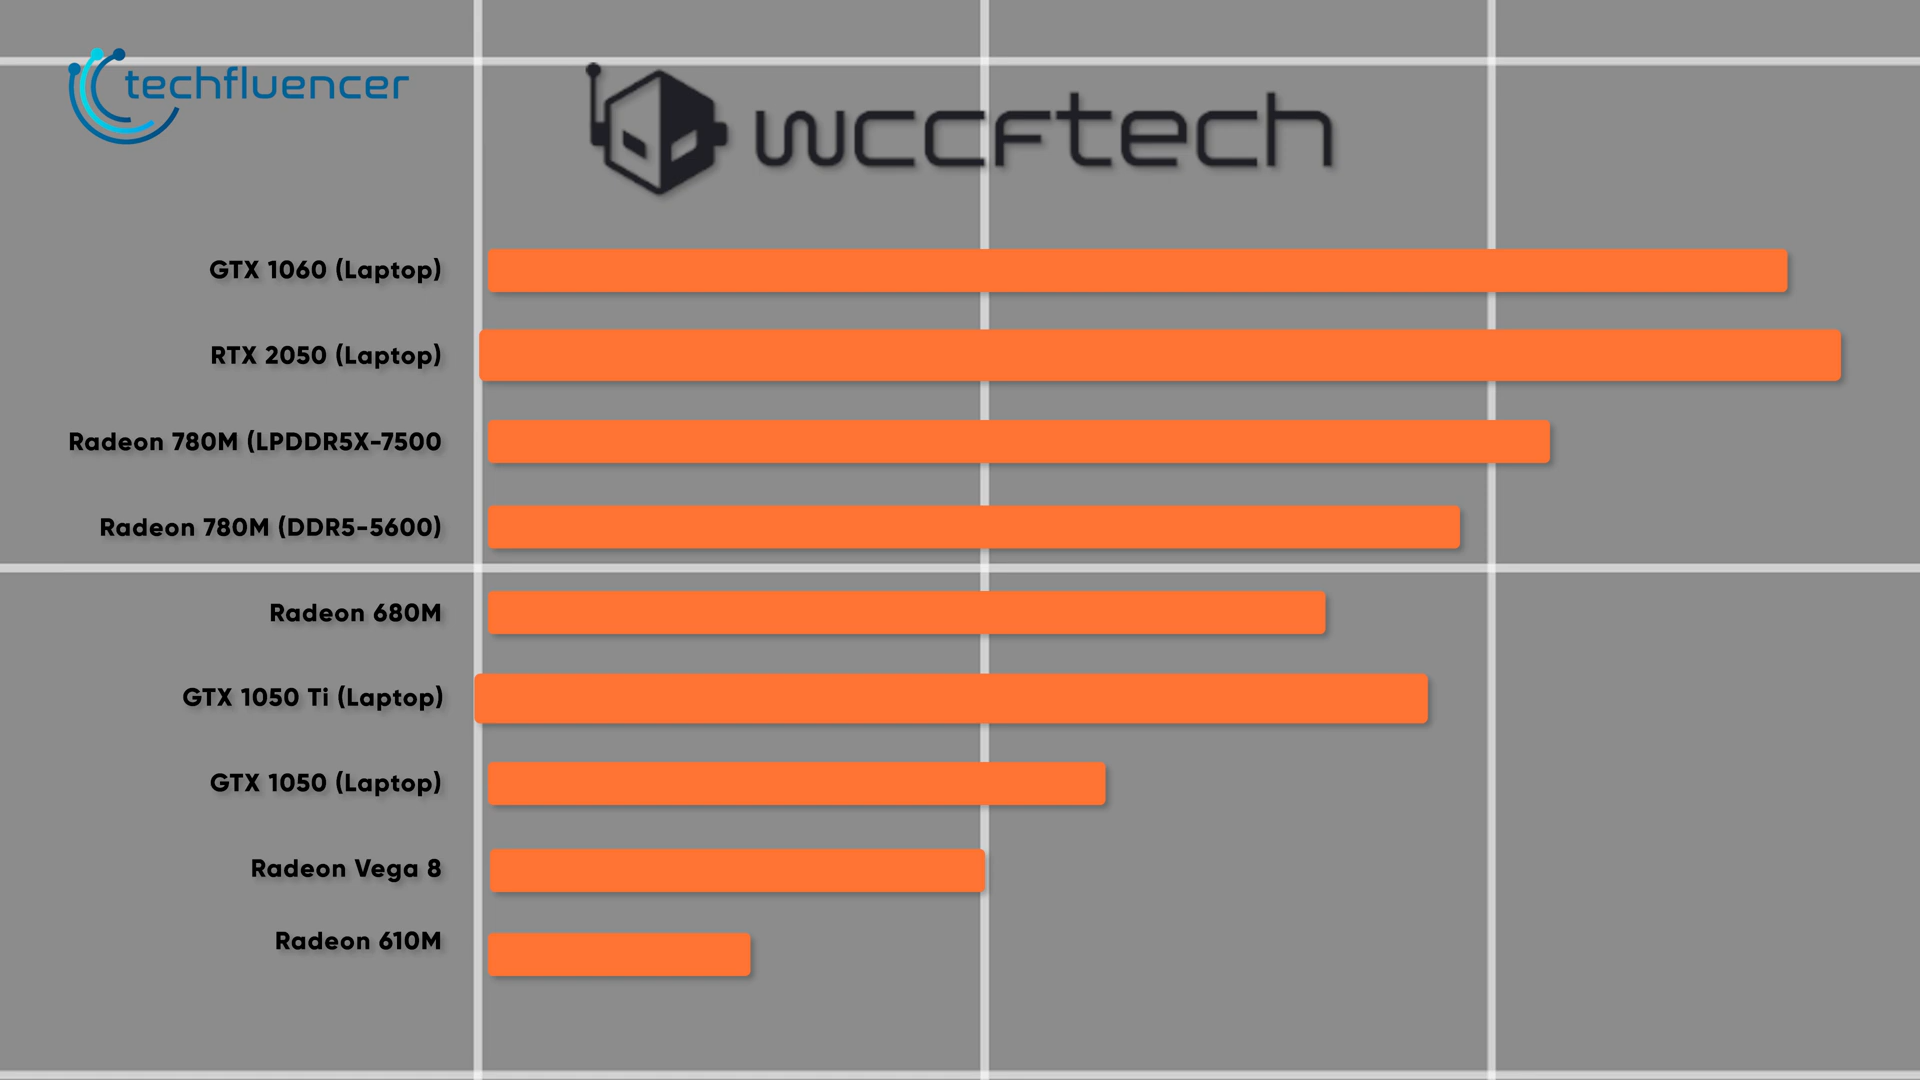 techfluencer
wccftech
GTX 1060 (Laptop)
RTX 2050 (Laptop)
Radeon 780M (LPDDR5X-7500
Radeon 780M (DDR5-5600)
Radeon 680M
GTX 1050 Ti (Laptop)
GTX 1050 (Laptop)
Radeon Vega 8
Radeon 610M